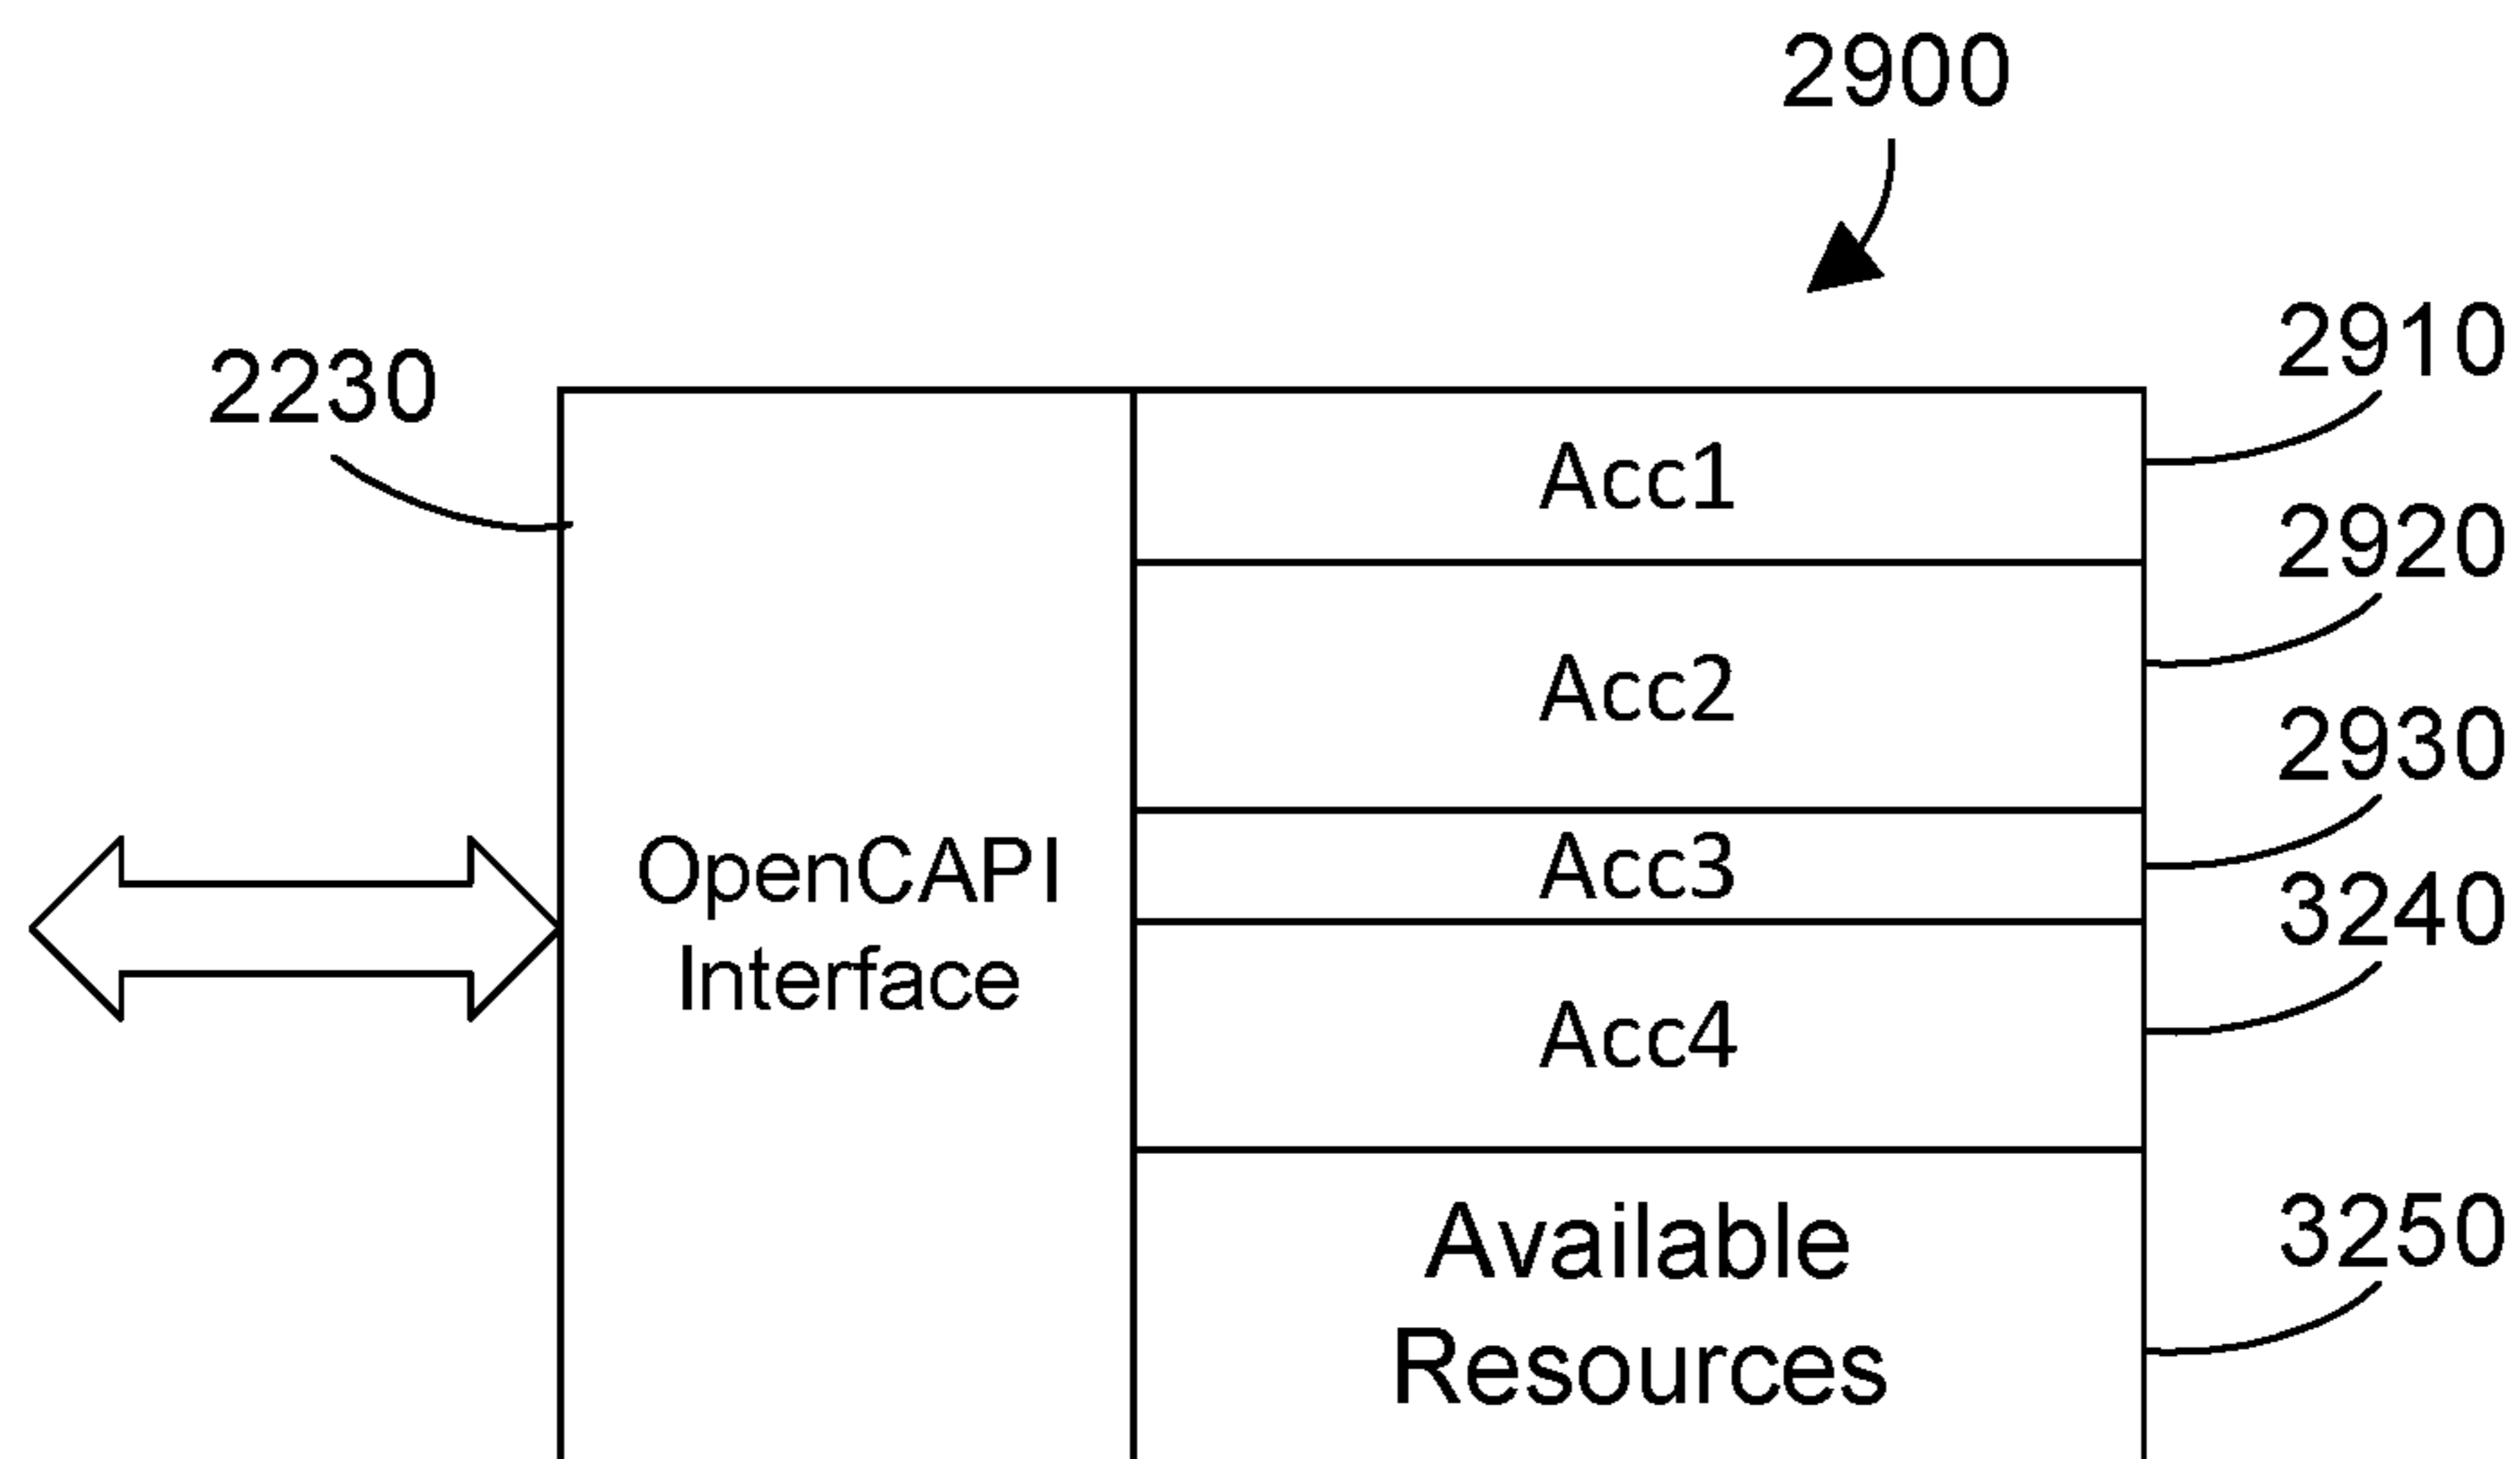 2900
2910
2230
Acc1
2920
Acc2
2930
Acc3
OpenCAPI
Interface
3240
Acc4
3250
Available
Resources